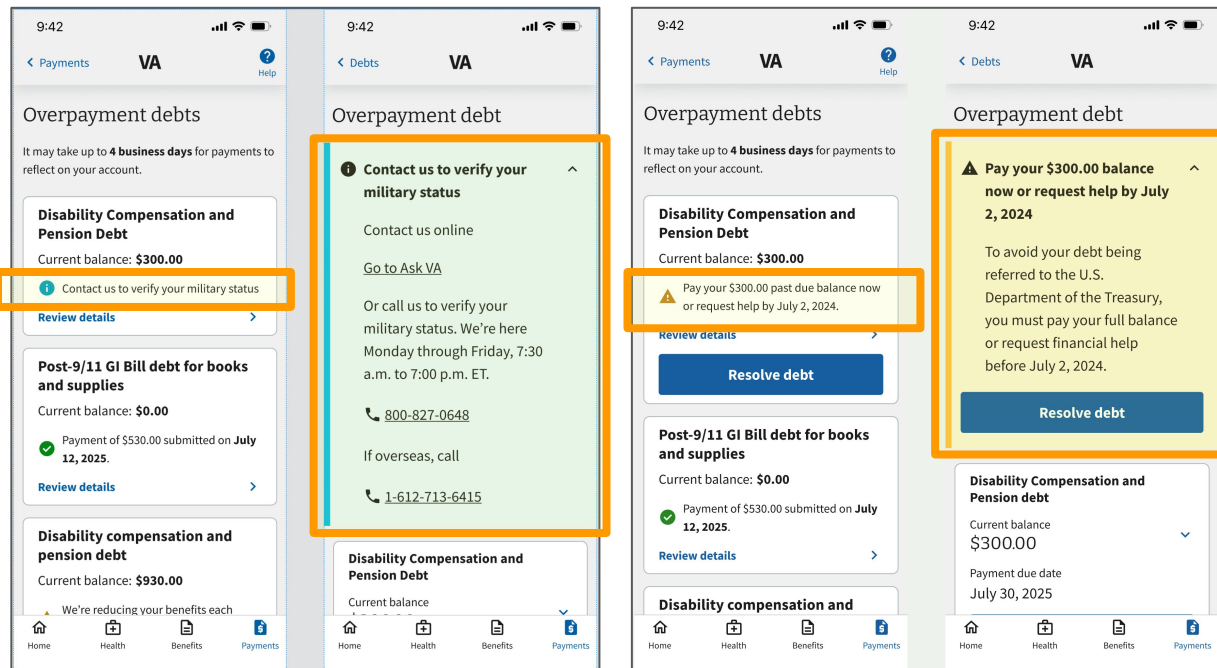 9:42
Payments
VA
Help
Overpayment debts
It may take up to 4 business days for payments to
reflect on your account.
Disability Compensation and
Pension Debt
Current balance: $300.00
Contact us to verify your military status
Review details
Post-9/11 GI Bill debt for books
and supplies
Current balance: $0.00
Payment of $530.00 submitted on July
12, 2025.
Review details
Disability compensation and
pension debt
Current balance: $930.00
We're reducing your benefits each
Home
Health
Benefits
Payments
9:42
Debts
VA
Overpayment debt
Contact us to verify your
military status
Contact us online
Go to Ask VA
Or call us to verify your
military status. We're here
Monday through Friday, 7:30
a.m. to 7:00 p.m. ET.
800-827-0648
If overseas, call
1-612-713-6415
Disability Compensation and
Pension Debt
Current balance
Home
Health
Benefits
Payments
9:42
Payments
VA
Help
Overpayment debts
It may take up to 4 business days for payments to
reflect on your account.
Disability Compensation and
Pension Debt
Current balance: $300.00
Pay your $300.00 past due balance now
or request help by July 2, 2024.
Review details
Resolve debt
Post-9/11 GI Bill debt for books
and supplies
Current balance: $0.00
Payment of $530.00 submitted on July
12, 2025.
Review details
Disability compensation and
Home
Health
Benefits
Payments
9:42
Debts
VA
Overpayment debt
Pay your $300.00 balance
now or request help by July
2, 2024
To avoid your debt being
referred to the U.S.
Department of the Treasury,
you must pay your full balance
or request financial help
before July 2, 2024.
Resolve debt
Disability Compensation and
Pension debt
Current balance
$300.00
Payment due date
July 30, 2025
Home
Health
Benefits
Payments